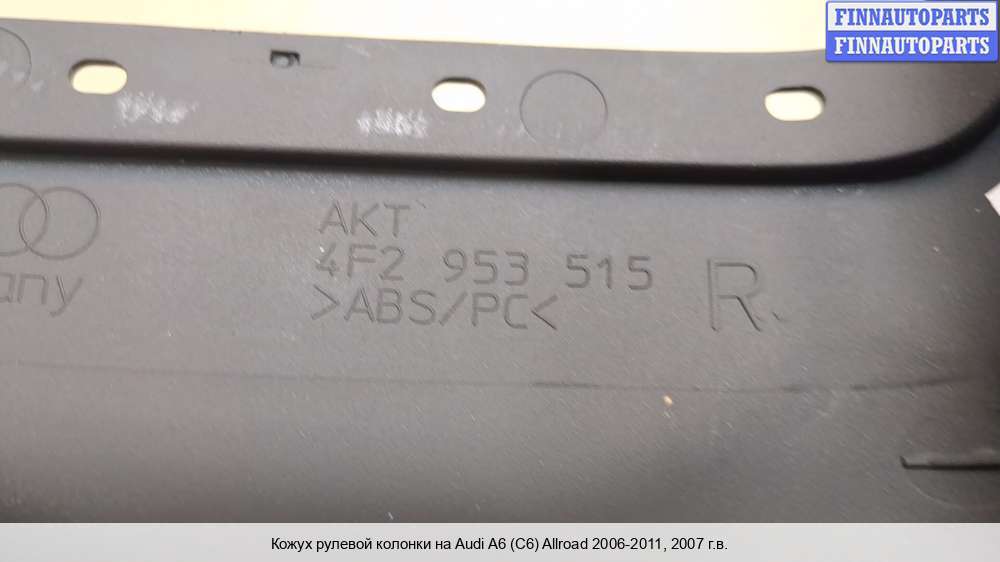 FINNAUTOPARTS
FINNAUTOPARTS
AKT
4F2 953 515 R
>ABS/PC<
any
Кожух рулевой колонки на Audi A6 (C6) Allroad 2006-2011, 2007 г.в.